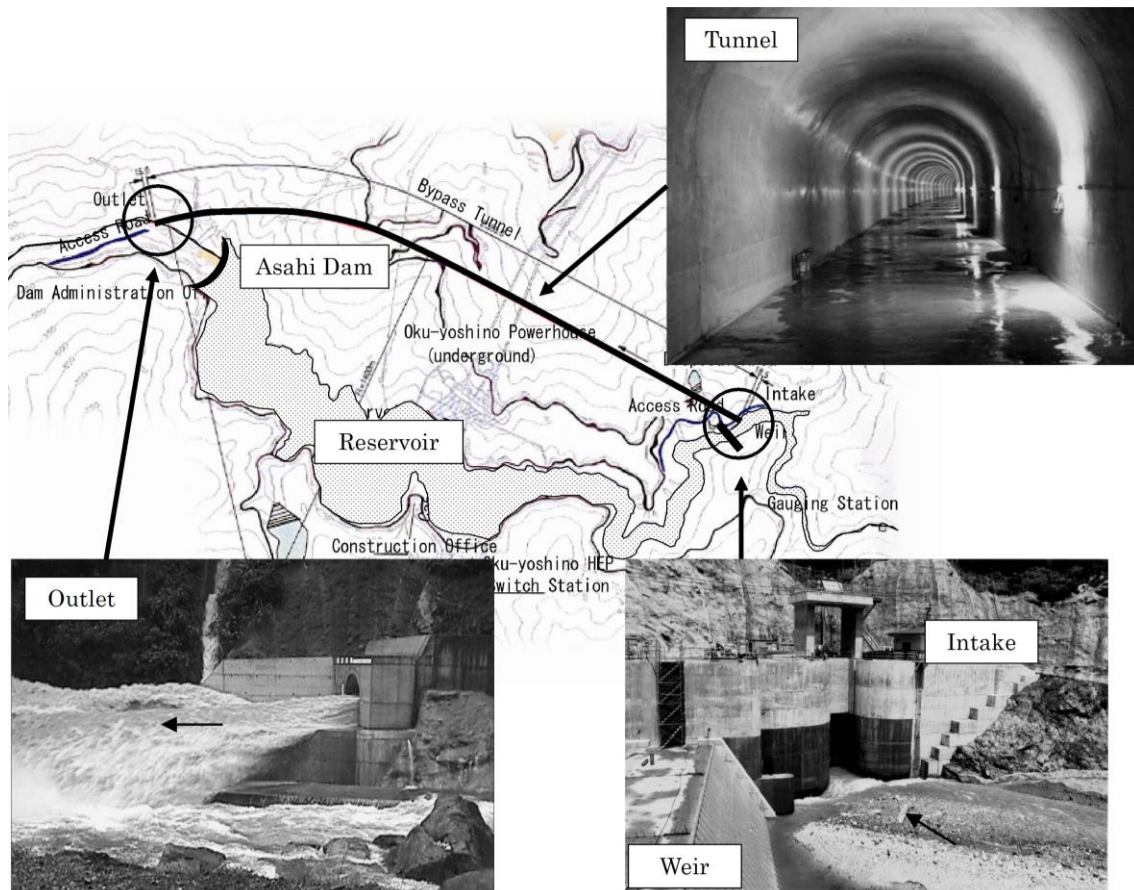 Tunnel
Outlet
Access Road
Bypass Tunnel
Asahi Dam
Dam Administration Of
Oku-yoshino Powerhouse
(underground)
Intake
Access Road
Weir
Reservoir
Gauging Station
Construction Office
Oku-yoshino HEP
Switch Station
Outlet
Intake
Weir